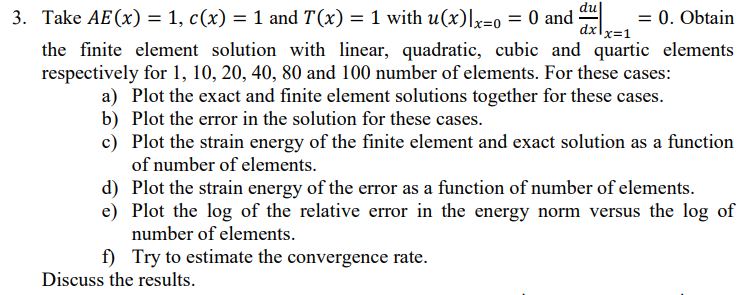 3. Take AE(x) = 1, c(x) = 1 and T(x) = 1 with u(x)|ₓ₌₀ = 0 and du/dx|ₓ₌₁ = 0. Obtain
the finite element solution with linear, quadratic, cubic and quartic elements
respectively for 1, 10, 20, 40, 80 and 100 number of elements. For these cases:
a) Plot the exact and finite element solutions together for these cases.
b) Plot the error in the solution for these cases.
c) Plot the strain energy of the finite element and exact solution as a function
of number of elements.
d) Plot the strain energy of the error as a function of number of elements.
e) Plot the log of the relative error in the energy norm versus the log of
number of elements.
f) Try to estimate the convergence rate.
Discuss the results.